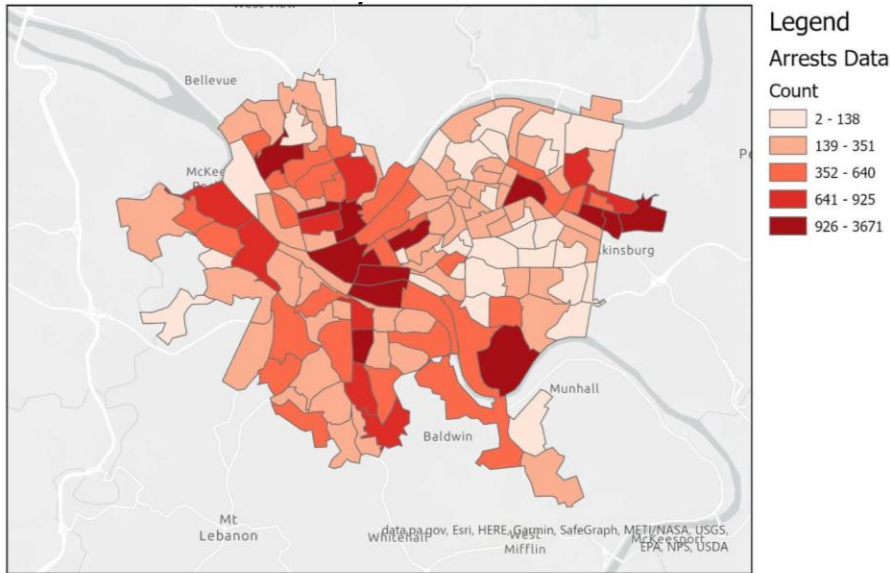 Legend
Arrests Data
Count
2 - 138
139 - 351
352 - 640
641 - 925
926 - 3671
Bellevue
McKee
kinsburg
Munhall
Baldwin
Mt
Lebanon
Whitehall
West
Mifflin
McKeesport
data.pa.gov, Esri, HERE, Garmin, SafeGraph, METI/NASA, USGS,
EPA, NPS, USDA